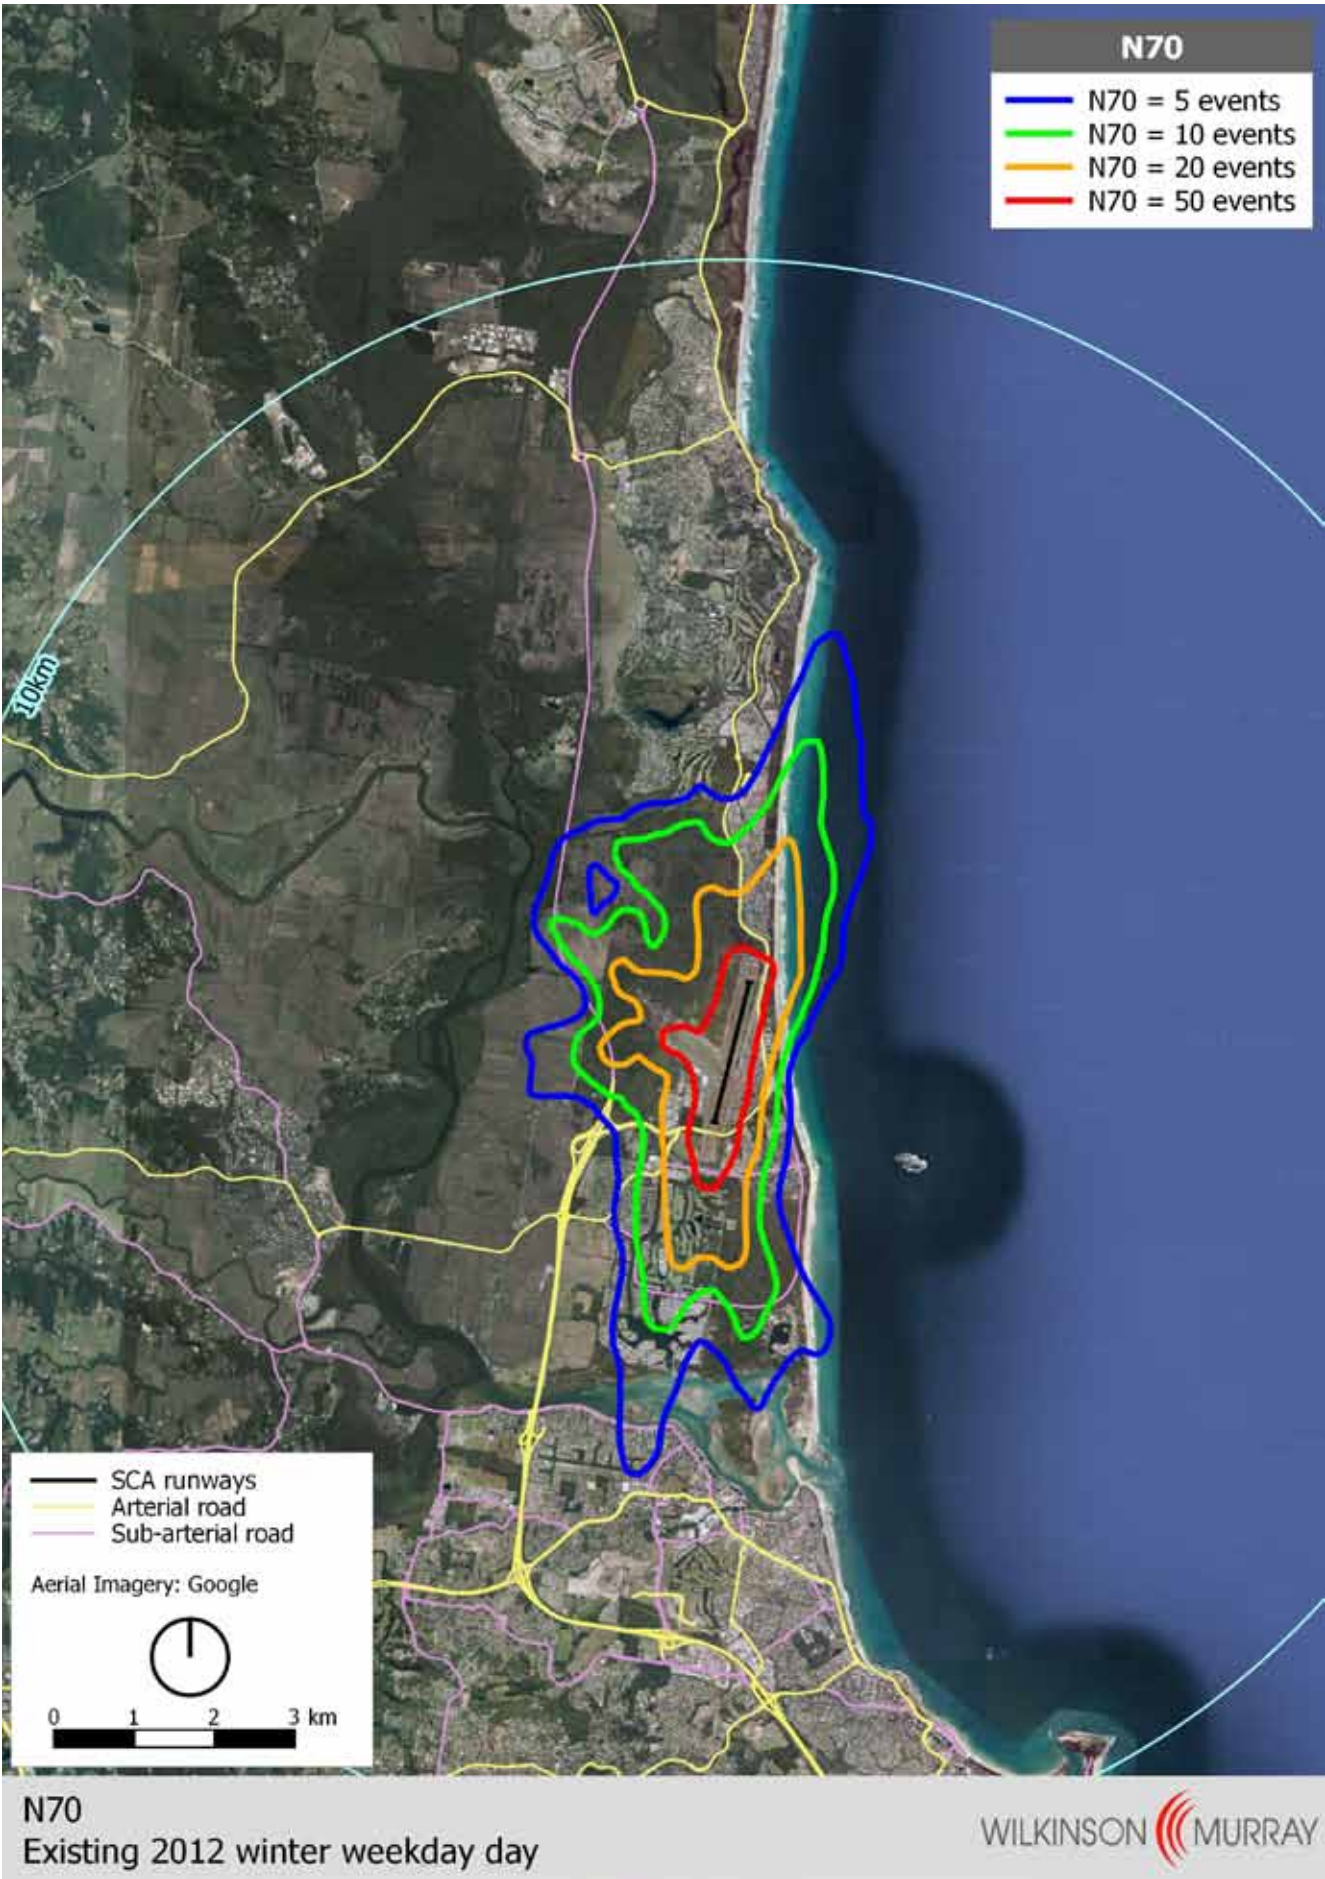 N70
N70 = 5 events
N70 = 10 events
N70 = 20 events
N70 = 50 events
10km
SCA runways
Arterial road
Sub-arterial road
Aerial Imagery: Google
0 1 2 3 km
N70
Existing 2012 winter weekday day
WILKINSON MURRAY